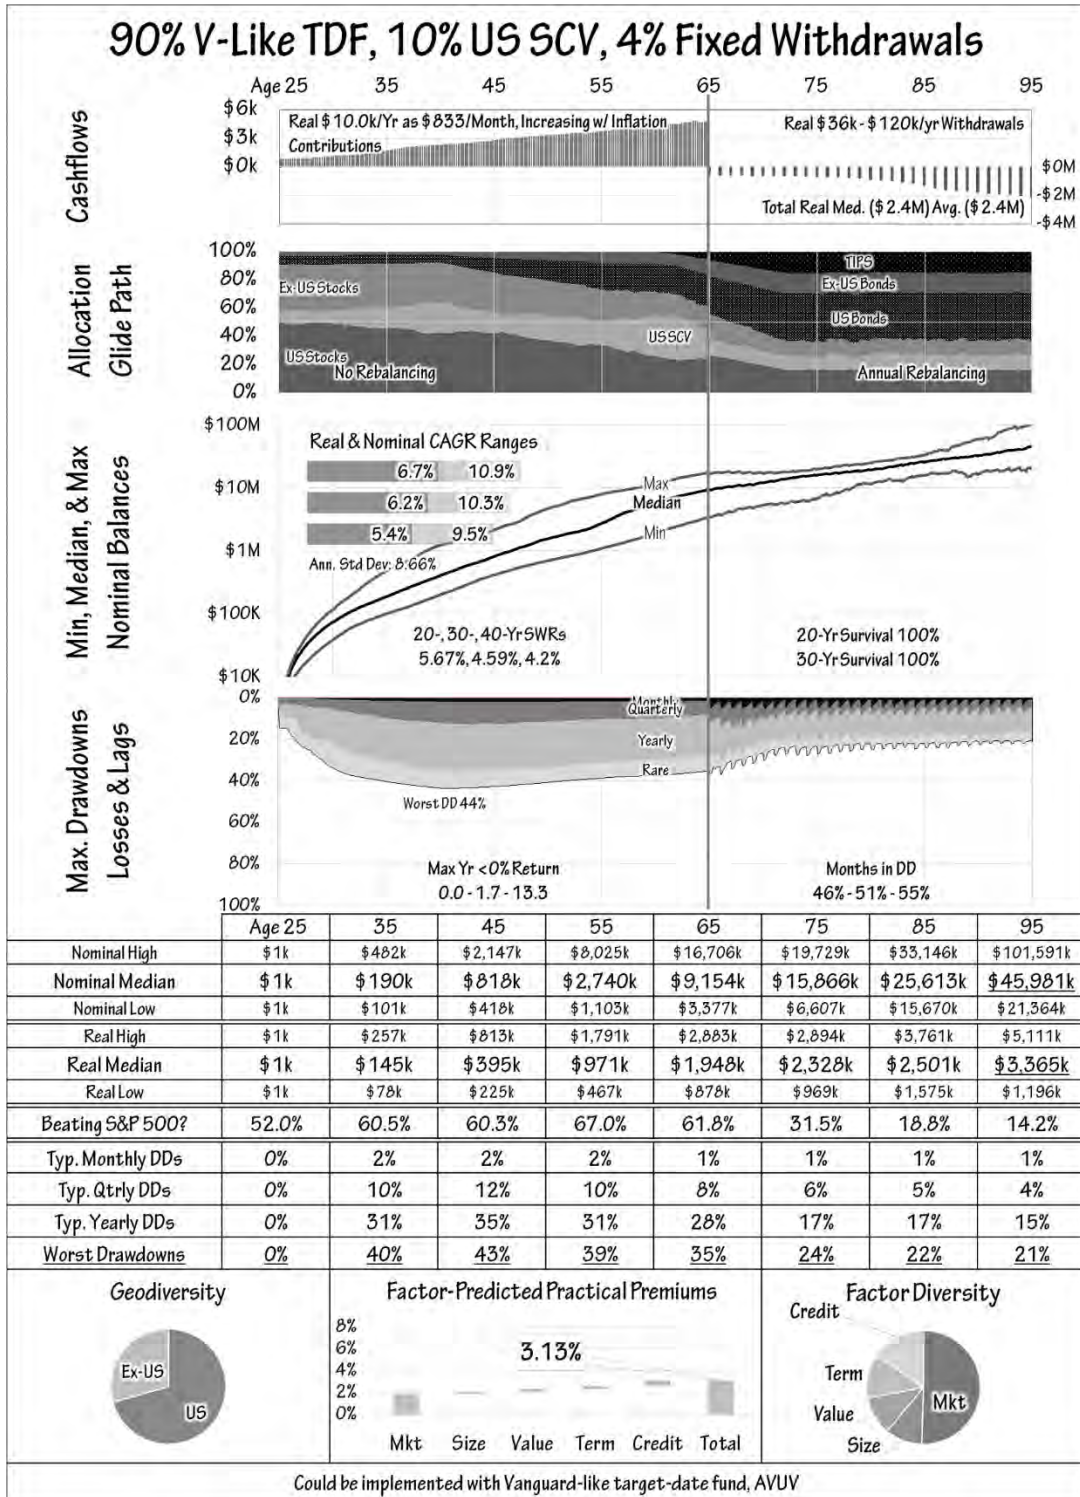 90% V-Like TDF, 10% US SCV, 4% Fixed Withdrawals
Age 25 35 45 55 65 75 85 95
Cashflows
$6k
$3k
$0k
Real $10.0k/Yr as $833/Month, Increasing w/ Inflation
Contributions
Real $36k - $120k/yr Withdrawals
$0M
-$2M
-$4M
Total Real Med. ($2.4M) Avg. ($2.4M)
Allocation
Glide Path
100%
80%
60%
40%
20%
0%
TIPS
Ex-US Bonds
Ex-US Stocks
US Bonds
US SCV
US Stocks
No Rebalancing
Annual Rebalancing
Min, Median, & Max
Nominal Balances
$100M
$10M
$1M
$100K
$10K
Real & Nominal CAGR Ranges
6.7% 10.9%
6.2% 10.3%
5.4% 9.5%
Ann. Std Dev: 8.66%
Max
Median
Min
20-, 30-, 40-Yr SWRs
5.67%, 4.59%, 4.2%
20-Yr Survival 100%
30-Yr Survival 100%
Max. Drawdowns
Losses & Lags
0%
20%
40%
60%
80%
100%
Monthly
Quarterly
Yearly
Rare
Worst DD 44%
Max Yr <0% Return
0.0 - 1.7 - 13.3
Months in DD
46% - 51% - 55%
Age 25 35 45 55 65 75 85 95
Nominal High $1k $482k $2,147k $8,025k $16,706k $19,729k $33,146k $101,591k
Nominal Median $1k $190k $818k $2,740k $9,154k $15,866k $25,613k $45,981k
Nominal Low $1k $101k $418k $1,103k $3,377k $6,607k $15,670k $21,364k
Real High $1k $257k $813k $1,791k $2,883k $2,894k $3,761k $5,111k
Real Median $1k $145k $395k $971k $1,948k $2,328k $2,501k $3,365k
Real Low $1k $78k $225k $467k $878k $969k $1,575k $1,196k
Beating S&P 500? 52.0% 60.5% 60.3% 67.0% 61.8% 31.5% 18.8% 14.2%
Typ. Monthly DDs 0% 2% 2% 2% 1% 1% 1% 1%
Typ. Qtrly DDs 0% 10% 12% 10% 8% 6% 5% 4%
Typ. Yearly DDs 0% 31% 35% 31% 28% 17% 17% 15%
Worst Drawdowns 0% 40% 43% 39% 35% 24% 22% 21%
Geodiversity
Ex-US
US
Factor-Predicted Practical Premiums
8%
6%
4%
2%
0%
3.13%
Mkt Size Value Term Credit Total
Factor Diversity
Credit
Term
Value
Size
Mkt
Could be implemented with Vanguard-like target-date fund, AVUV